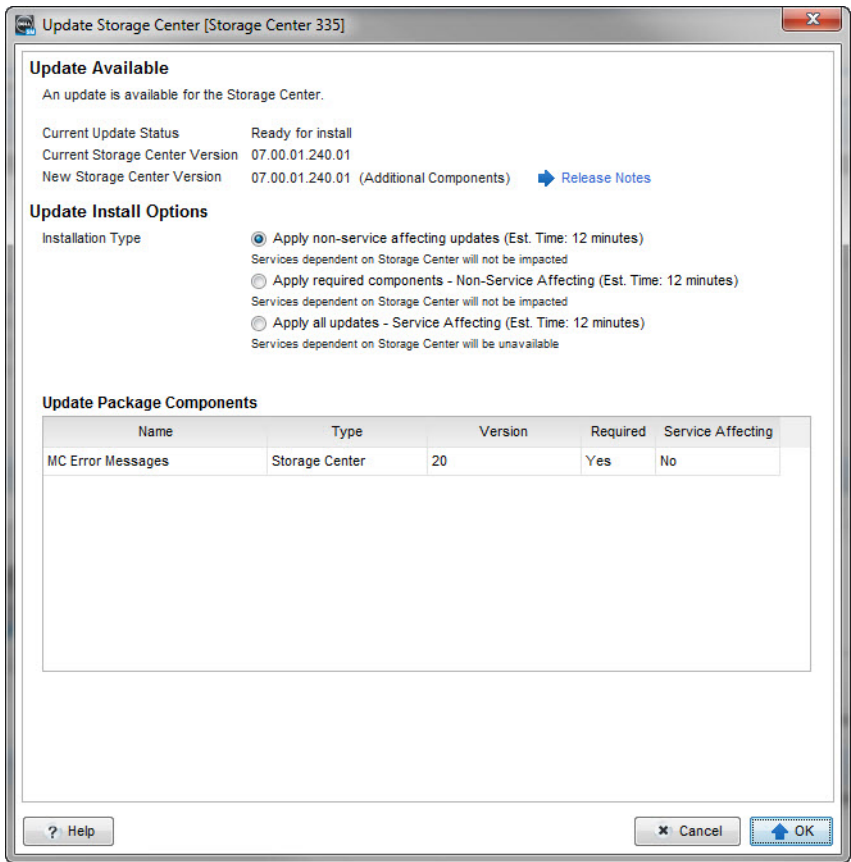 Update Storage Center [Storage Center 335]
Update Available
An update is available for the Storage Center.
Current Update Status Ready for install
Current Storage Center Version 07.00.01.240.01
New Storage Center Version 07.00.01.240.01 (Additional Components) Release Notes
Update Install Options
Installation Type Apply non-service affecting updates (Est. Time: 12 minutes)
Services dependent on Storage Center will not be impacted
Apply required components - Non-Service Affecting (Est. Time: 12 minutes)
Services dependent on Storage Center will not be impacted
Apply all updates - Service Affecting (Est. Time: 12 minutes)
Services dependent on Storage Center will be unavailable
Update Package Components
Name Type Version Required Service Affecting
MC Error Messages Storage Center 20 Yes No
? Help Cancel OK